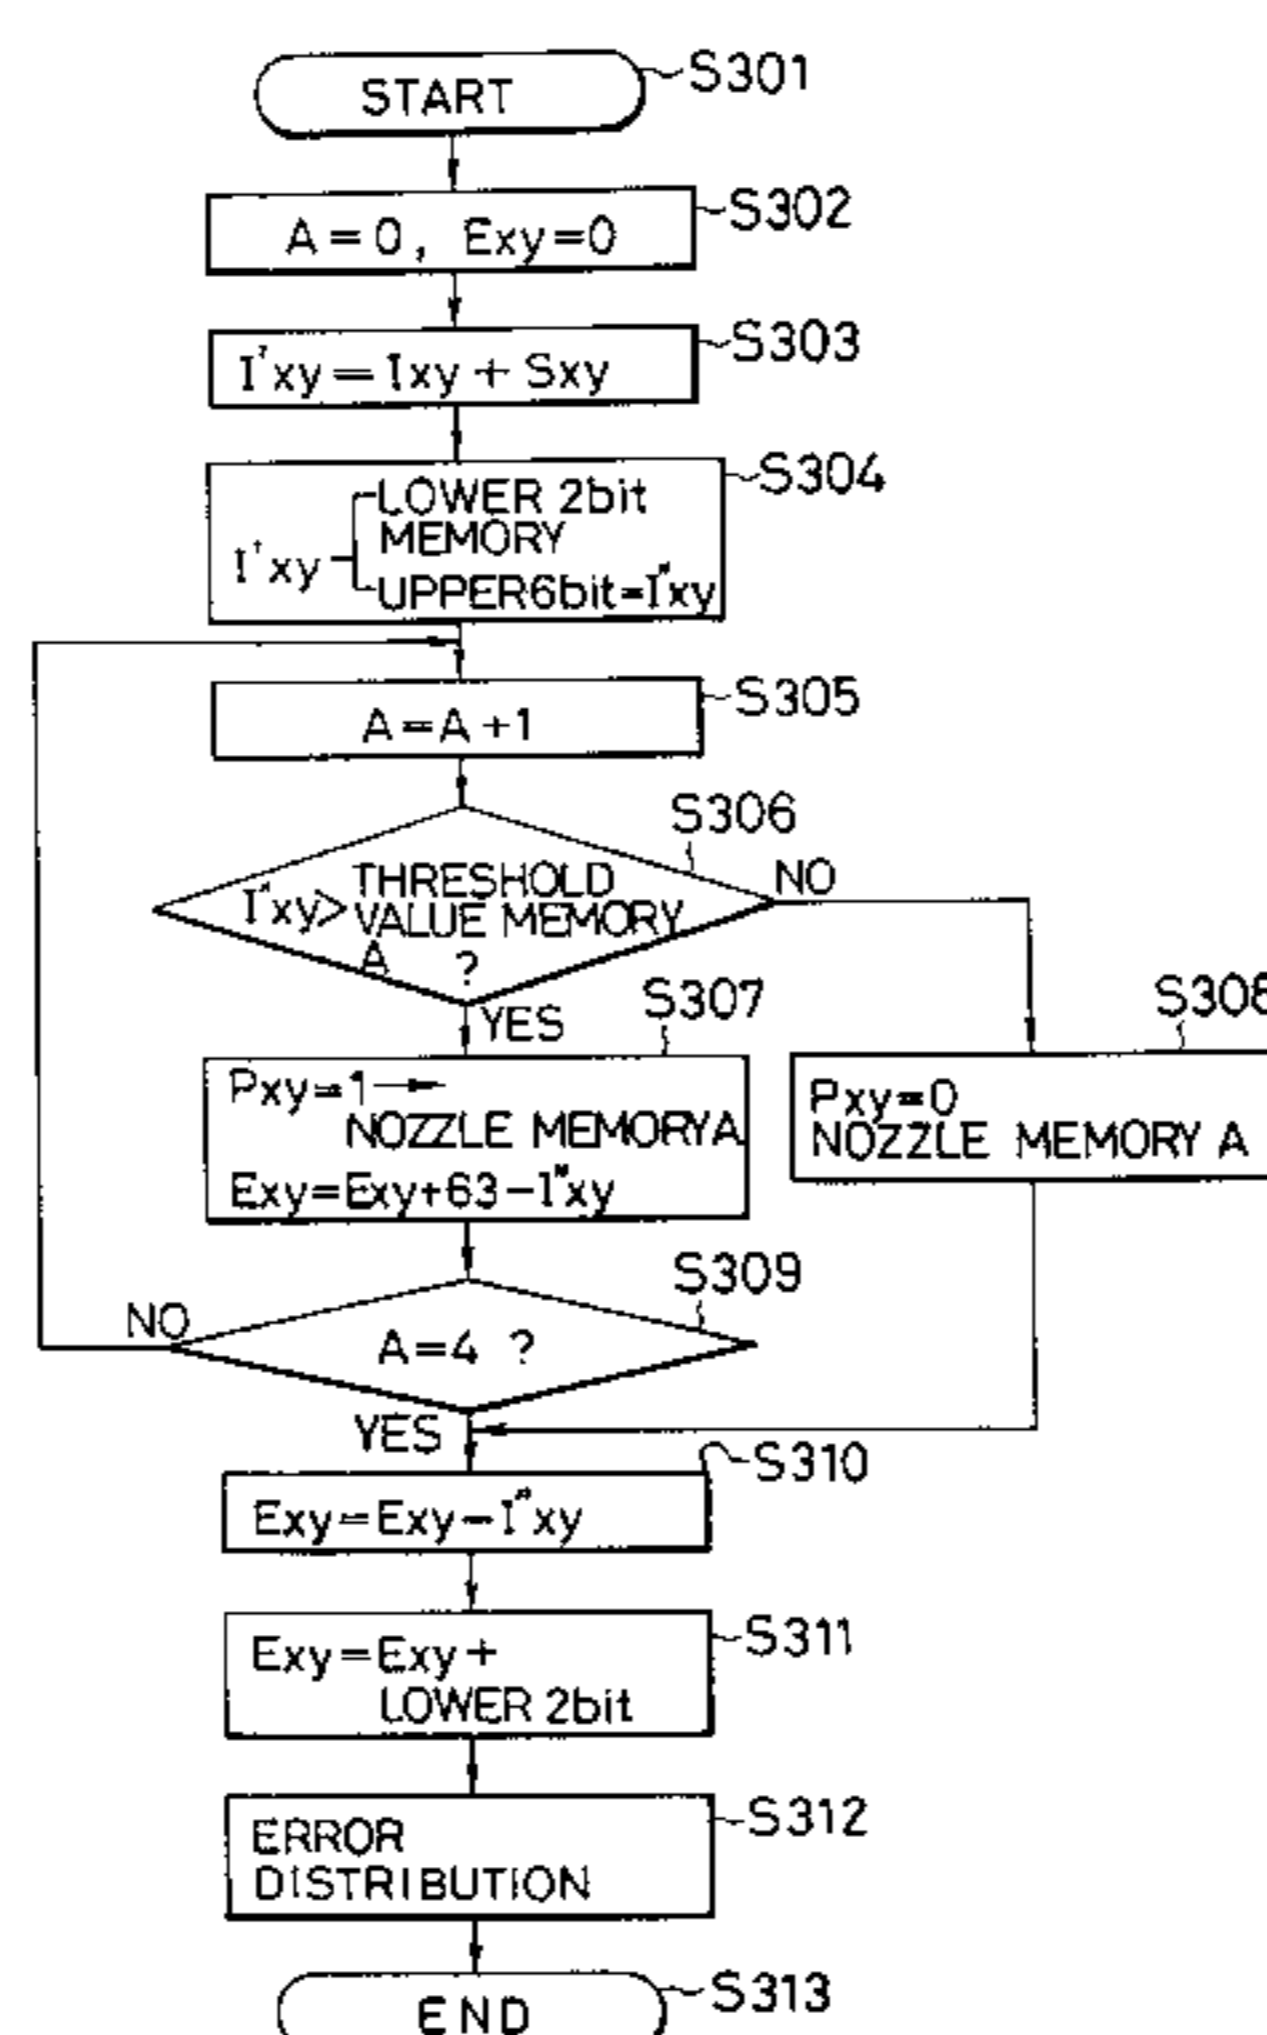 START
S301
A=0, Exy=0
S302
I'xy=Ixy+Sxy
S303
I'xy
LOWER 2bit
MEMORY
UPPER6bit=I"xy
S304
A=A+1
S305
S306
I"xy>
THRESHOLD
VALUE MEMORY
A ?
NO
YES
S307
Pxy=1→
NOZZLE MEMORY A
Exy=Exy+63-I"xy
S308
Pxy=0
NOZZLE MEMORY A
S309
A=4 ?
NO
YES
S310
Exy=Exy-I"xy
S311
Exy=Exy+
LOWER 2bit
S312
ERROR
DISTRIBUTION
END
S313